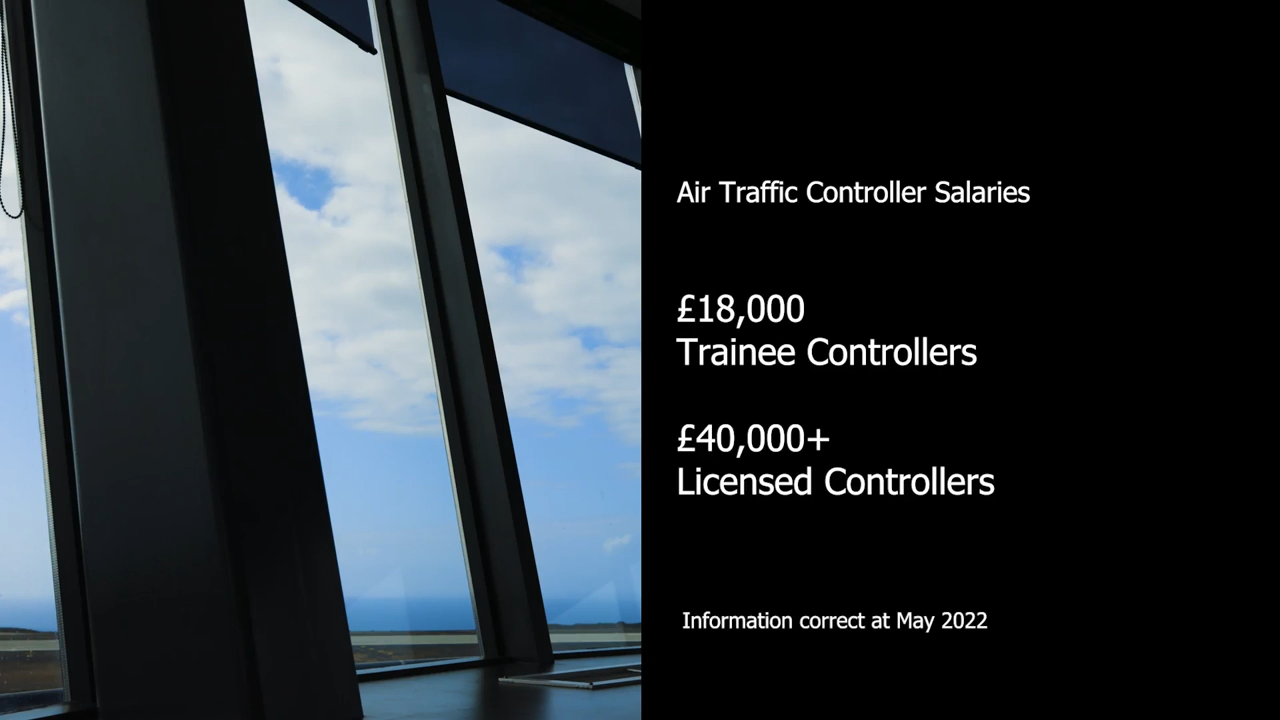 Air Traffic Controller Salaries
£18,000
Trainee Controllers
£40,000+
Licensed Controllers
Information correct at May 2022